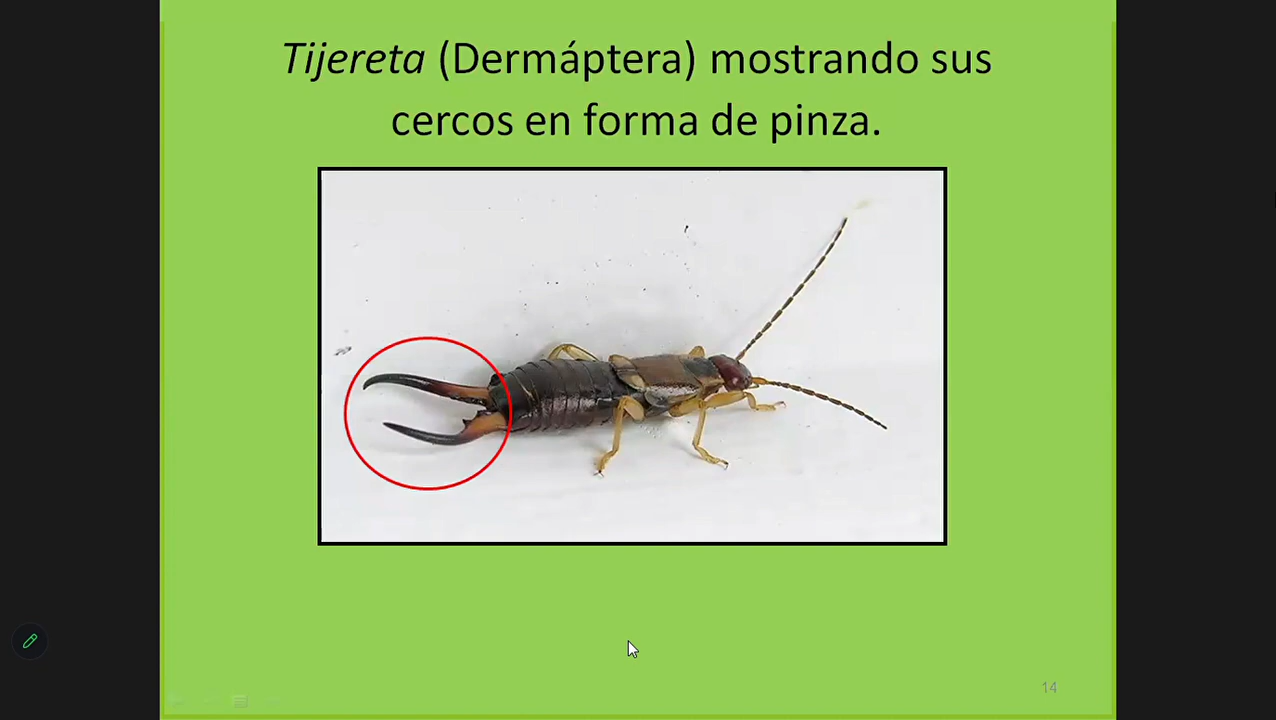 Tijereta (Dermáptera) mostrando sus
cercos en forma de pinza.
14